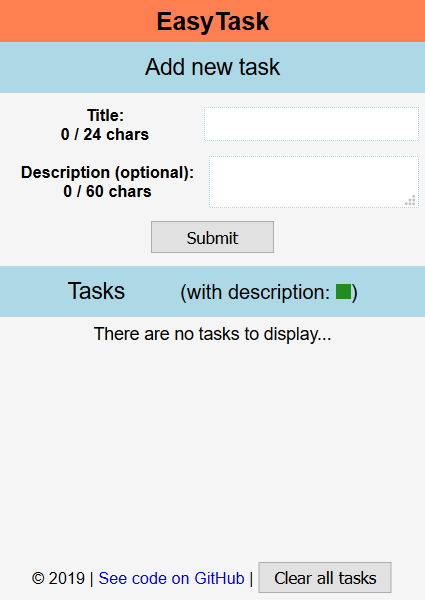 EasyTask
Add new task
Title:
0 / 24 chars
Description (optional):
0 / 60 chars
Submit
Tasks (with description: )
There are no tasks to display...
© 2019 | See code on GitHub | Clear all tasks